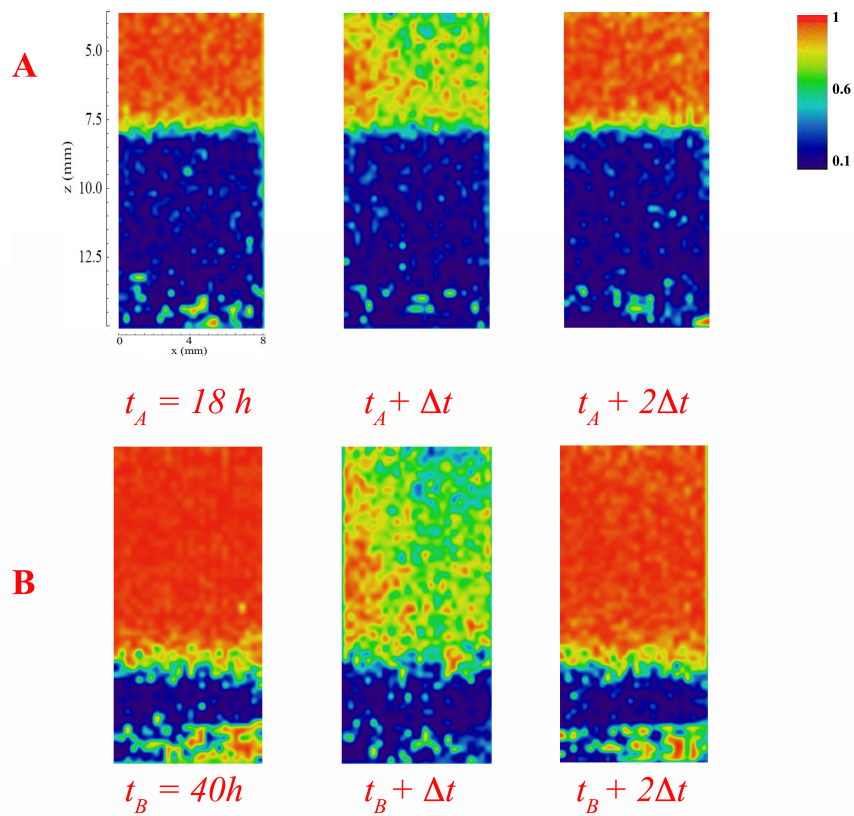 A
z (mm)
5.0
7.5
10.0
12.5
0 4 8
x (mm)
1
0.6
0.1
t_A = 18 h
t_A + Δt
t_A + 2Δt
B
t_B = 40h
t_B + Δt
t_B + 2Δt